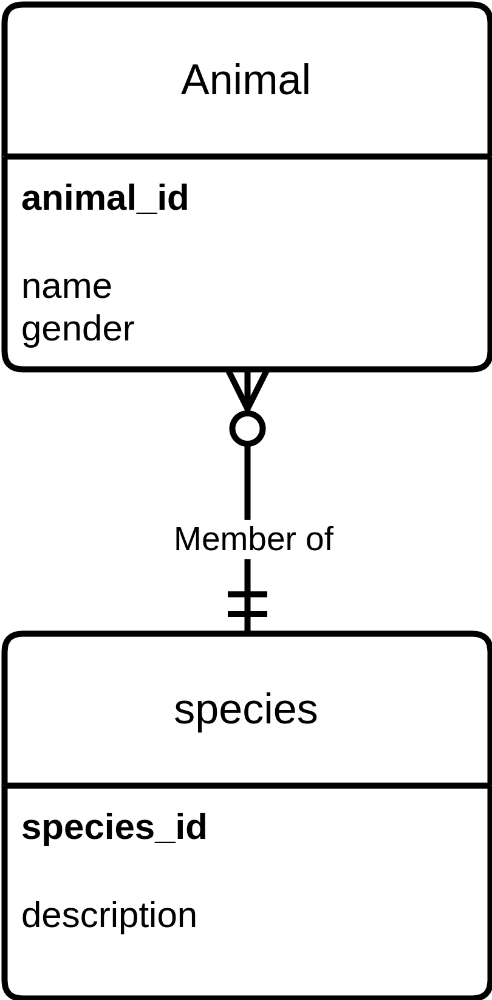 Animal
animal_id
name
gender
Member of
species
species_id
description